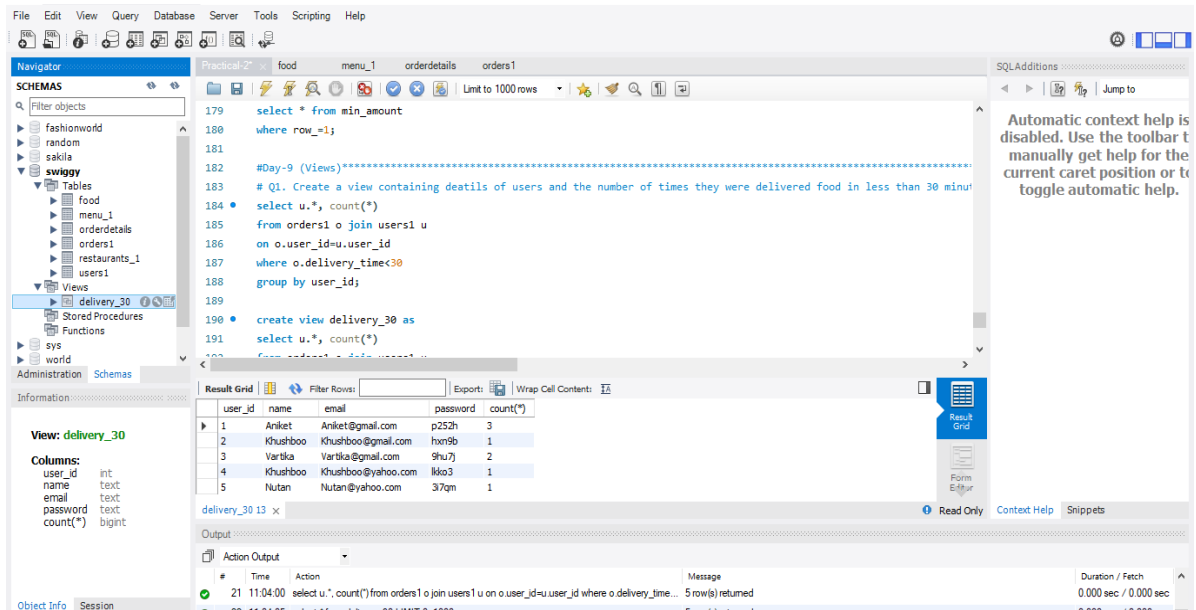 File Edit View Query Database Server Tools Scripting Help
Navigator
SCHEMAS
Filter objects
fashionworld
random
sakila
swiggy
Tables
food
menu_1
orderdetails
orders1
restaurants_1
users1
Views
delivery_30
Stored Procedures
Functions
sys
world
Administration Schemas
Information
View: delivery_30
Columns:
user_id int
name text
email text
password text
count(*) bigint
Object Info Session
Practical-2* food menu_1 orderdetails orders1
Limit to 1000 rows
179 select * from min_amount
180 where row_=1;
181
182 #Day-9 (Views)******************************************************************************************
183 # Q1. Create a view containing deatils of users and the number of times they were delivered food in less than 30 minut
184 select u.*, count(*)
185 from orders1 o join users1 u
186 on o.user_id=u.user_id
187 where o.delivery_time<30
188 group by user_id;
189
190 create view delivery_30 as
191 select u.*, count(*)
Result Grid Filter Rows: Export: Wrap Cell Content:
user_id name email password count(*)
1 Aniket Aniket@gmail.com p252h 3
2 Khushboo Khushboo@gmail.com hxn9b 1
3 Vartika Vartika@gmail.com 9hu7j 2
4 Khushboo Khushboo@yahoo.com lkko3 1
5 Nutan Nutan@yahoo.com 3i7qm 1
Result Grid
Form Editor
delivery_30 13 Read Only
Output
Action Output
# Time Action Message Duration / Fetch
21 11:04:00 select u.*, count(*) from orders1 o join users1 u on o.user_id=u.user_id where o.delivery_time... 5 row(s) returned 0.000 sec / 0.000 sec
SQLAdditions
Jump to
Automatic context help is
disabled. Use the toolbar t
manually get help for the
current caret position or to
toggle automatic help.
Context Help Snippets